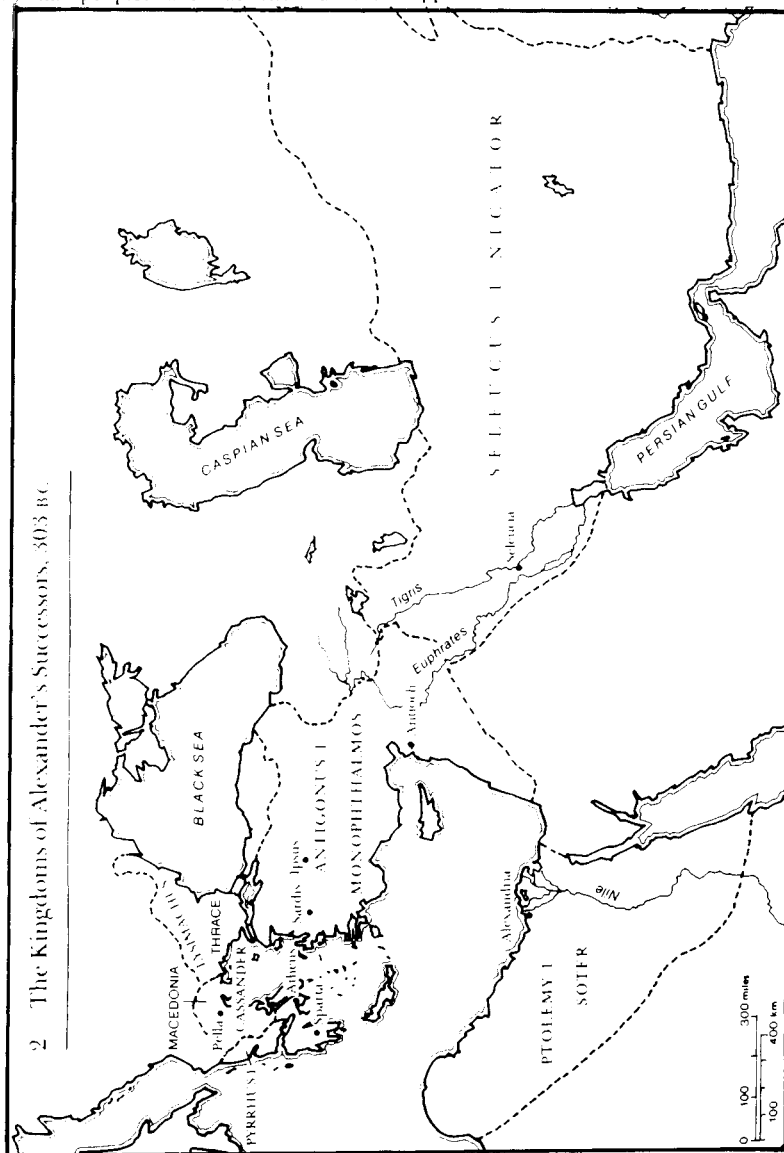 2 The Kingdoms of Alexander's Successors, 303 BC
MACEDONIA
Pella
PYRRHUS I
CASSANDER
LYSIMACHUS
THRACE
Athens
Sparta
BLACK SEA
Sardis
Ipsus
ANTIGONUS I
MONOPHTHALMOS
CASPIAN SEA
Tigris
Euphrates
Antioch
Seleucia
SELEUCUS I NICATOR
PERSIAN GULF
Alexandria
Nile
PTOLEMY I
SOTER
0 100 300 miles
100 400 km